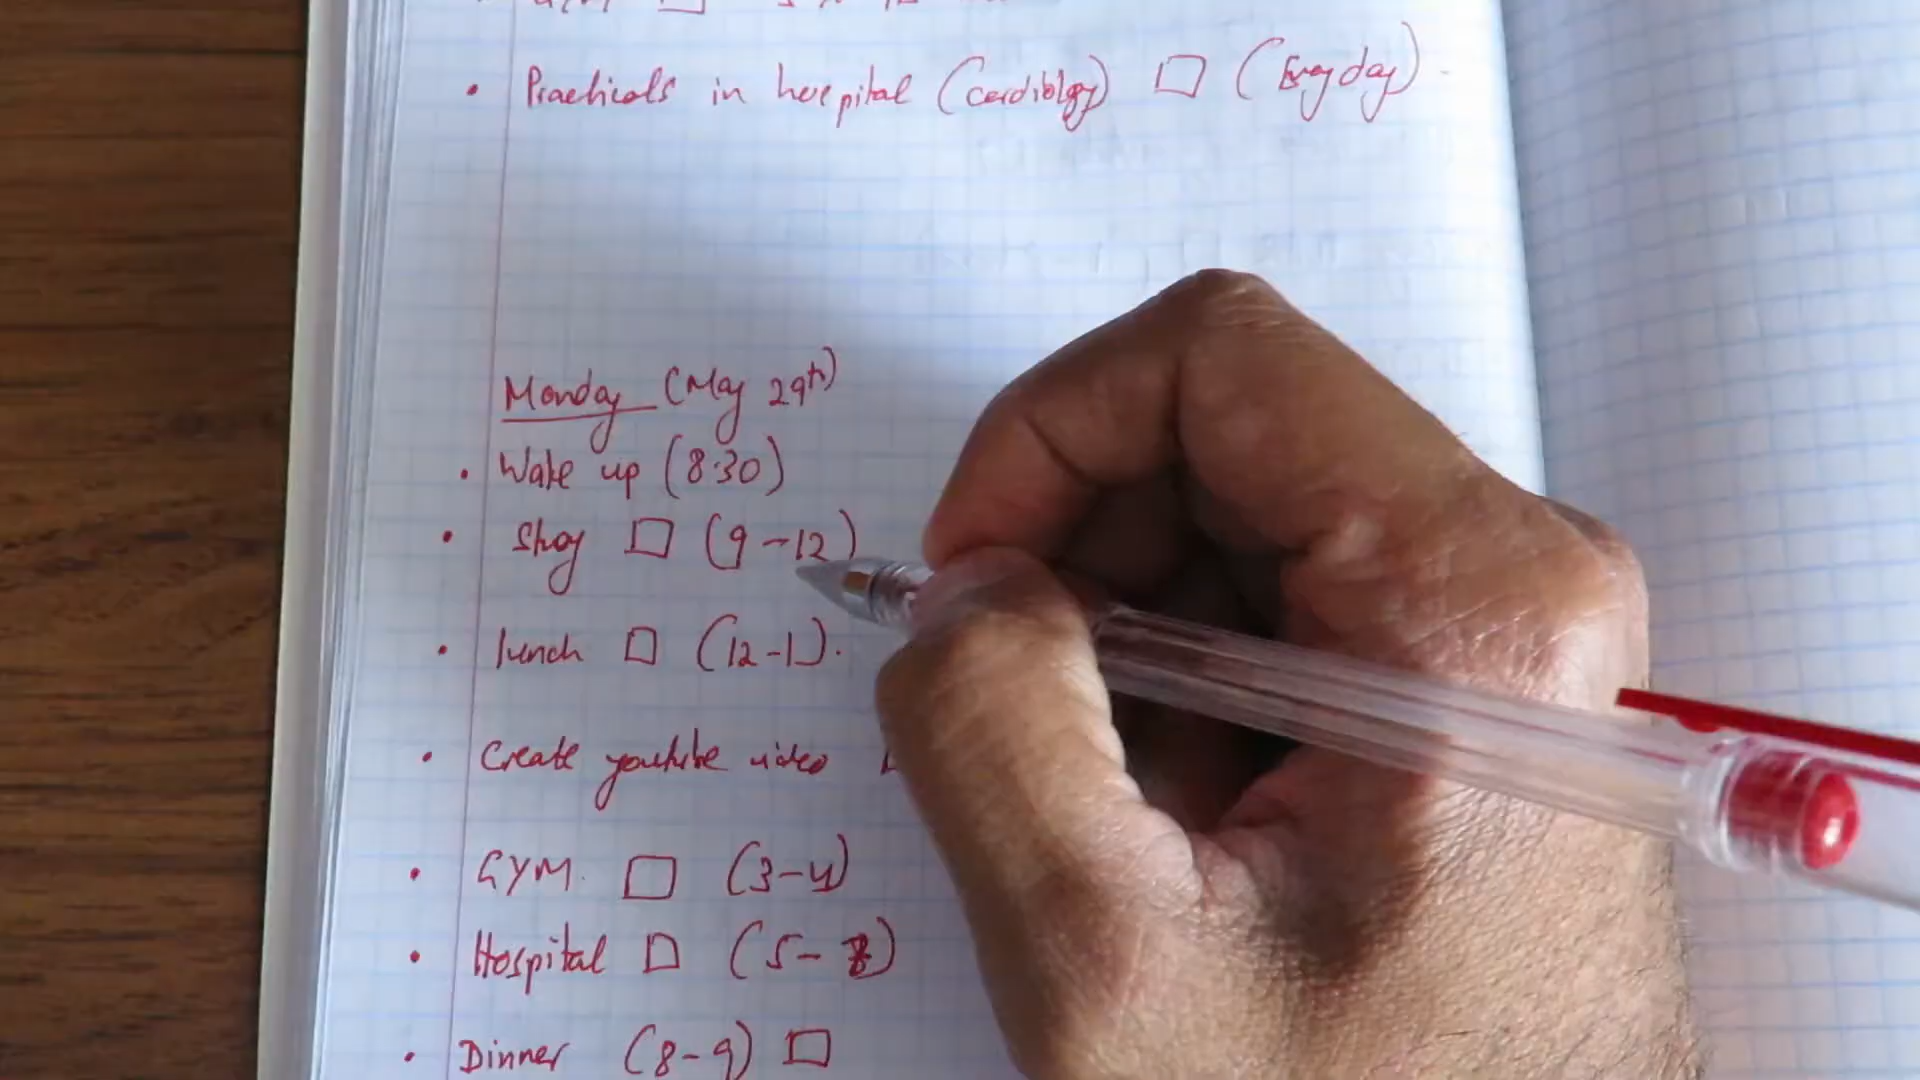 • Practicals in hospital (Cardiology) □ (Everyday).
Monday (May 29th)
• Wake up (8:30)
• Study □ (9-12)
• lunch □ (12-1).
• Create youtube video
• GYM. □ (3-4)
• Hospital □ (5-8)
• Dinner (8-9) □